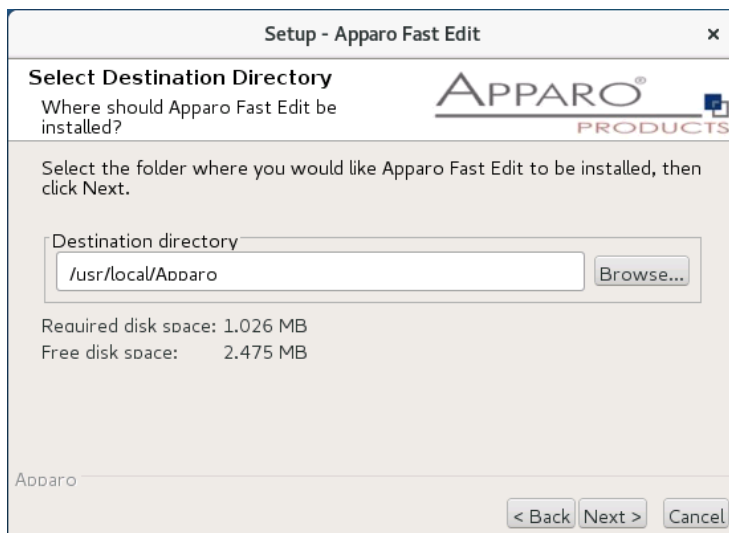 Setup - Apparo Fast Edit ×
Select Destination Directory
Where should Apparo Fast Edit be
installed?
APPARO®
PRODUCTS
Select the folder where you would like Apparo Fast Edit to be installed, then
click Next.
Destination directory
/usr/local/Apparo
Browse...
Required disk space: 1.026 MB
Free disk space: 2.475 MB
Apparo
< Back Next > Cancel